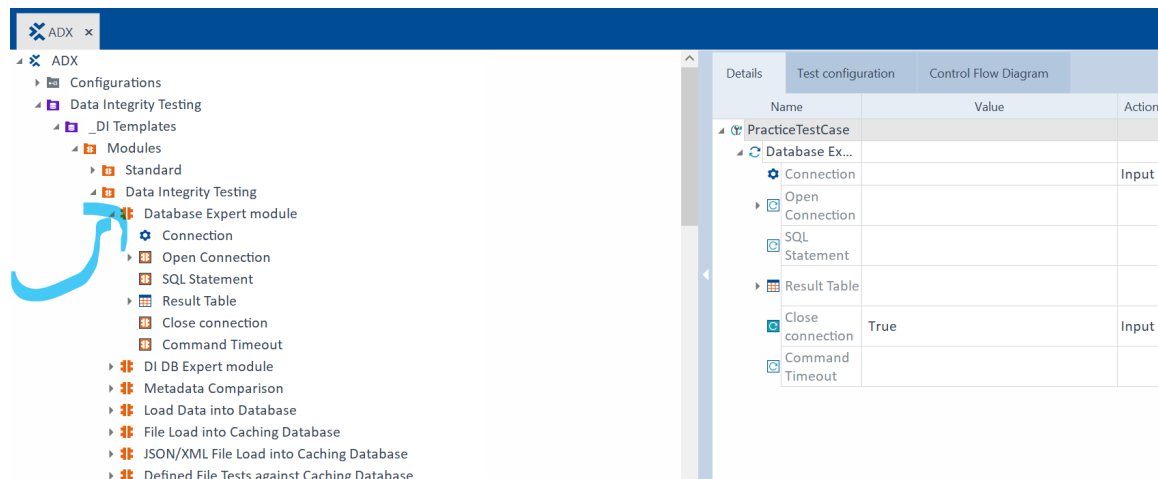 ADX ×
ADX
Configurations
Data Integrity Testing
_DI Templates
Modules
Standard
Data Integrity Testing
Database Expert module
Connection
Open Connection
SQL Statement
Result Table
Close connection
Command Timeout
DI DB Expert module
Metadata Comparison
Load Data into Database
File Load into Caching Database
JSON/XML File Load into Caching Database
Defined File Tests against Caching Database
Details Test configuration Control Flow Diagram
Name Value Action
PracticeTestCase
Database Ex...
Connection Input
Open
Connection
SQL
Statement
Result Table
Close
connection True Input
Command
Timeout